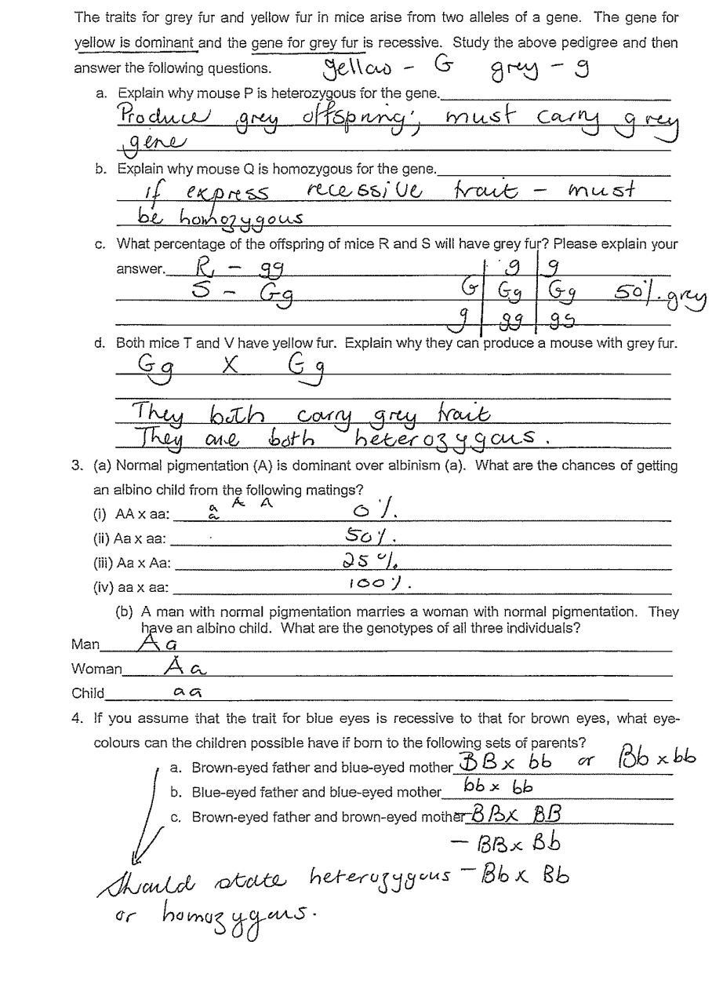 The traits for grey fur and yellow fur in mice arise from two alleles of a gene. The gene for
yellow is dominant and the gene for grey fur is recessive. Study the above pedigree and then
answer the following questions. yellow - G grey - g
a. Explain why mouse P is heterozygous for the gene.
Produce grey offspring; must carry grey
gene
b. Explain why mouse Q is homozygous for the gene.
if express recessive trait - must
be homozygous
c. What percentage of the offspring of mice R and S will have grey fur? Please explain your
answer. R - gg g g
S - Gg G Gg Gg 50%. grey
g gg gg
d. Both mice T and V have yellow fur. Explain why they can produce a mouse with grey fur.
Gg X Gg
They both carry grey trait
They are both heterozygous.
3. (a) Normal pigmentation (A) is dominant over albinism (a). What are the chances of getting
an albino child from the following matings?
A A
(i) AA x aa: a a 0%.
(ii) Aa x aa: 50%.
(iii) Aa x Aa: 25%.
(iv) aa x aa: 100%.
(b) A man with normal pigmentation marries a woman with normal pigmentation. They
have an albino child. What are the genotypes of all three individuals?
Man Aa
Woman Aa
Child aa
4. If you assume that the trait for blue eyes is recessive to that for brown eyes, what eye-
colours can the children possible have if born to the following sets of parents?
a. Brown-eyed father and blue-eyed mother BB x bb or Bb x bb
b. Blue-eyed father and blue-eyed mother bb x bb
c. Brown-eyed father and brown-eyed mother BBx BB
- BBx Bb
Should state heterozygous - Bb x Bb
or homozygous.